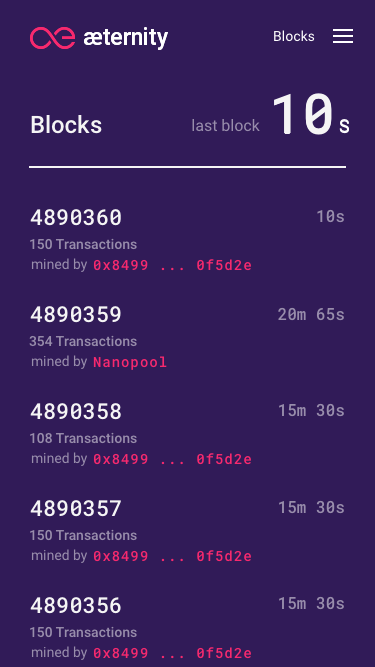 æternity
Blocks
Blocks
last block 10 s
4890360 10s
150 Transactions
mined by 0x8499 ... 0f5d2e
4890359 20m 65s
354 Transactions
mined by Nanopool
4890358 15m 30s
108 Transactions
mined by 0x8499 ... 0f5d2e
4890357 15m 30s
150 Transactions
mined by 0x8499 ... 0f5d2e
4890356 15m 30s
150 Transactions
mined by 0x8499 ... 0f5d2e